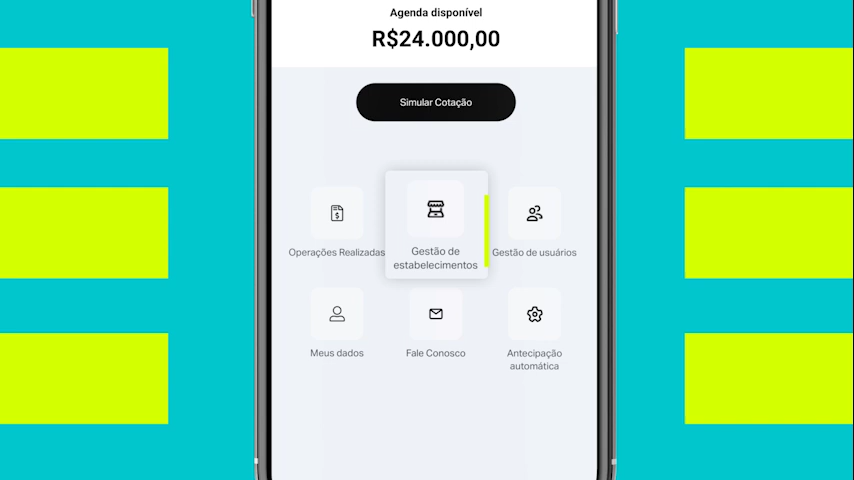 Agenda disponível
R$24.000,00
Simular Cotação
Operações Realizadas
Gestão de
estabelecimentos
Gestão de usuários
Meus dados
Fale Conosco
Antecipação
automática